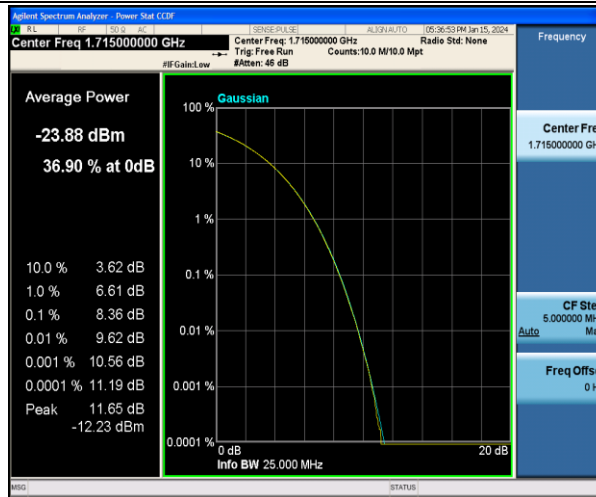 Agilent Spectrum Analyzer - Power Stat CCDF
RL RF 50 Ω AC SENSE:PULSE ALIGNAUTO 05:36:53 PM Jan 15, 2024
Center Freq 1.715000000 GHz
Center Freq: 1.715000000 GHz Radio Std: None
Trig: Free Run Counts:10.0 M/10.0 Mpt
#IFGain:Low #Atten: 46 dB
Frequency
Average Power
-23.88 dBm
36.90 % at 0dB
10.0 % 3.62 dB
1.0 % 6.61 dB
0.1 % 8.36 dB
0.01 % 9.62 dB
0.001 % 10.56 dB
0.0001 % 11.19 dB
Peak 11.65 dB
-12.23 dBm
Gaussian
100 %
10 %
1 %
0.1 %
0.01 %
0.001 %
0.0001 %
0 dB 20 dB
Info BW 25.000 MHz
Center Fre
1.715000000 GH
CF Ste
5.000000 MH
Auto Ma
Freq Offs
0 H
MSG STATUS